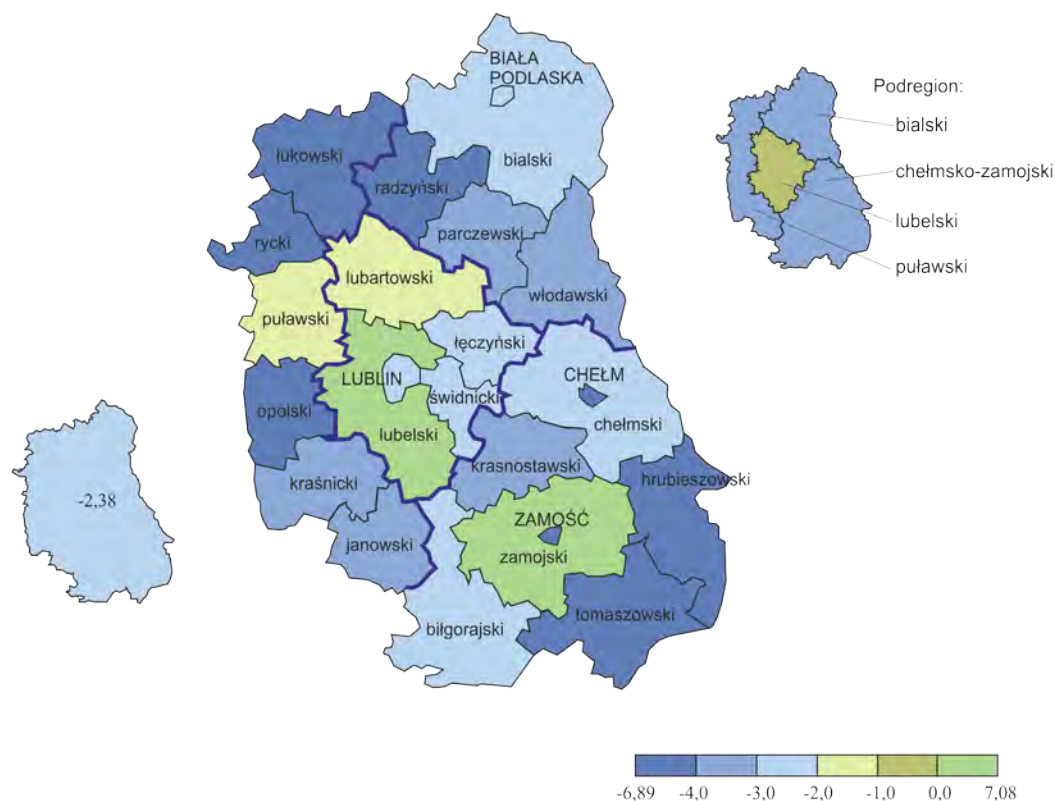 BIAŁA
PODLASKA
Podregion:
bialski
chełmsko-zamojski
lubelski
puławski
łukowski
bialski
radzyński
rycki
parczewski
lubartowski
włodawski
puławski
łęczyński
LUBLIN
CHEŁM
świdnicki
opolski
chełmski
lubelski
krasnostawski
hrubieszowski
kraśnicki
-2,38
ZAMOŚĆ
janowski
zamojski
tomaszowski
biłgorajski
-6,89 -4,0 -3,0 -2,0 -1,0 0,0 7,08